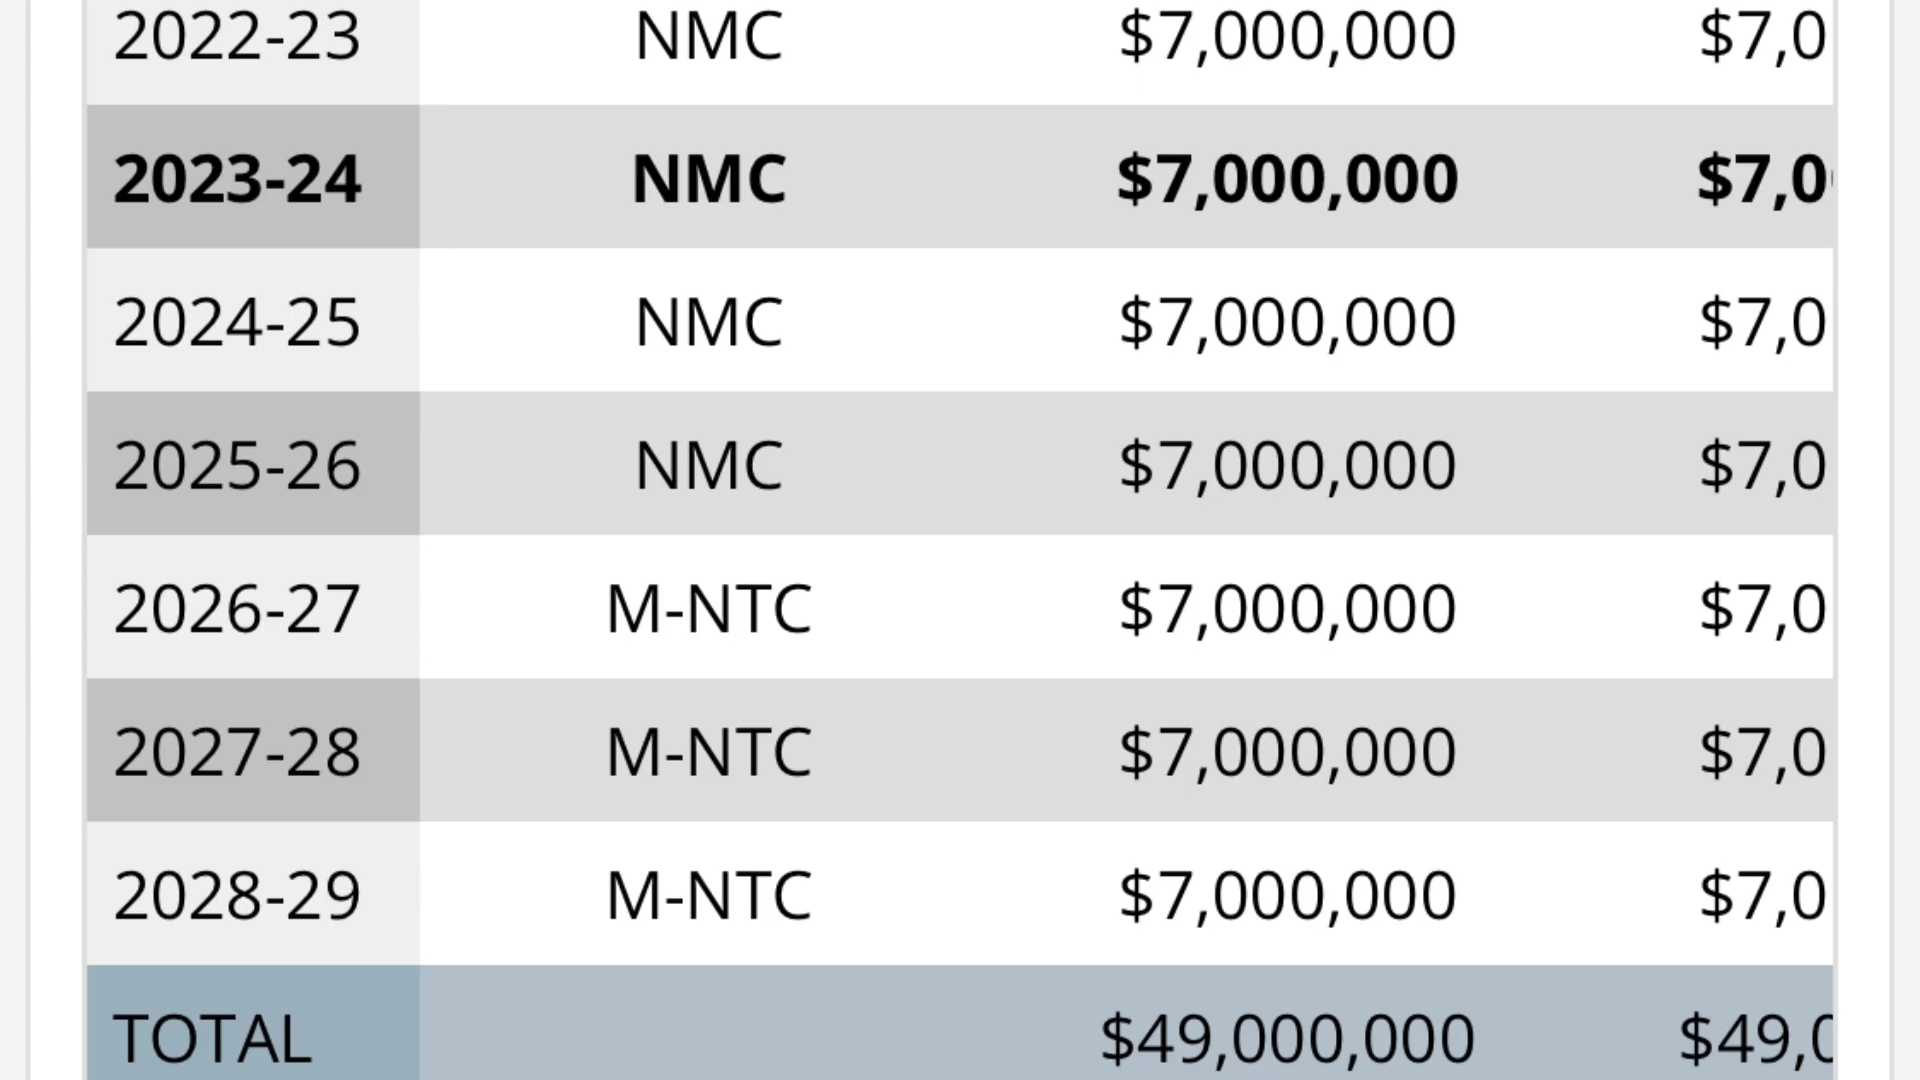 2022-23 NMC $7,000,000 $7,0
2023-24 NMC $7,000,000 $7,0
2024-25 NMC $7,000,000 $7,0
2025-26 NMC $7,000,000 $7,0
2026-27 M-NTC $7,000,000 $7,0
2027-28 M-NTC $7,000,000 $7,0
2028-29 M-NTC $7,000,000 $7,0
TOTAL $49,000,000 $49,0